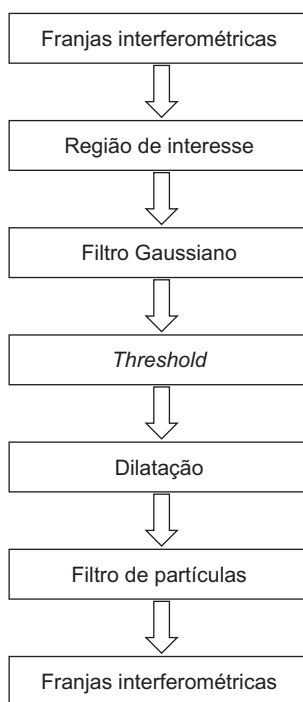 Franjas interferométricas
Região de interesse
Filtro Gaussiano
Threshold
Dilatação
Filtro de partículas
Franjas interferométricas